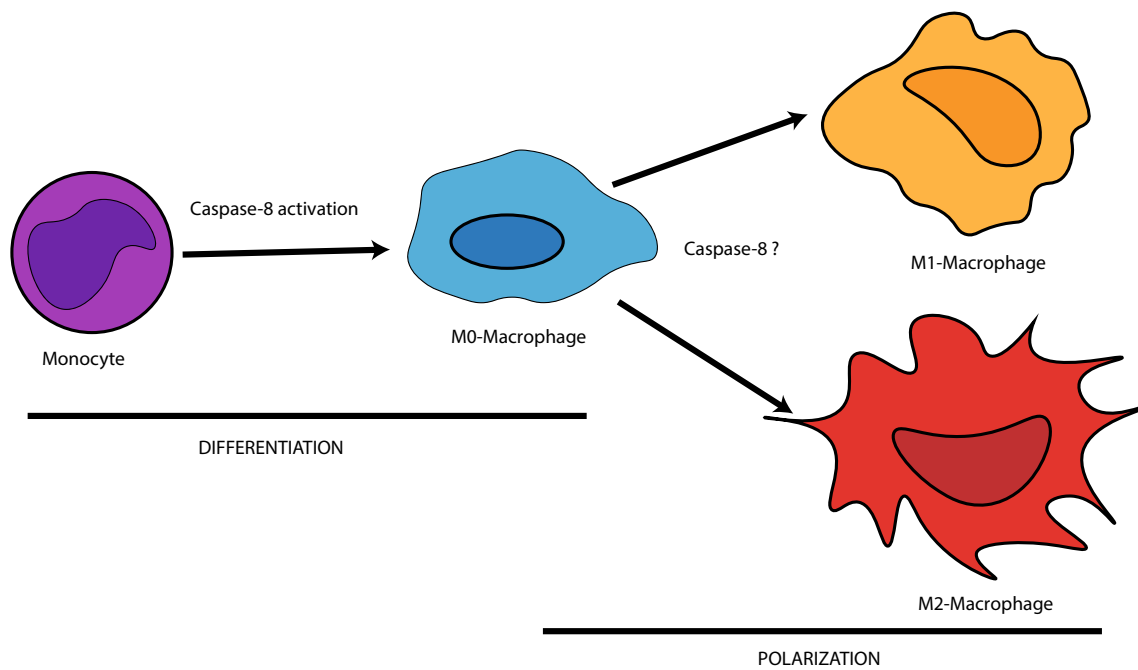 Caspase-8 activation
Caspase-8 ?
M1-Macrophage
M0-Macrophage
Monocyte
DIFFERENTIATION
M2-Macrophage
POLARIZATION